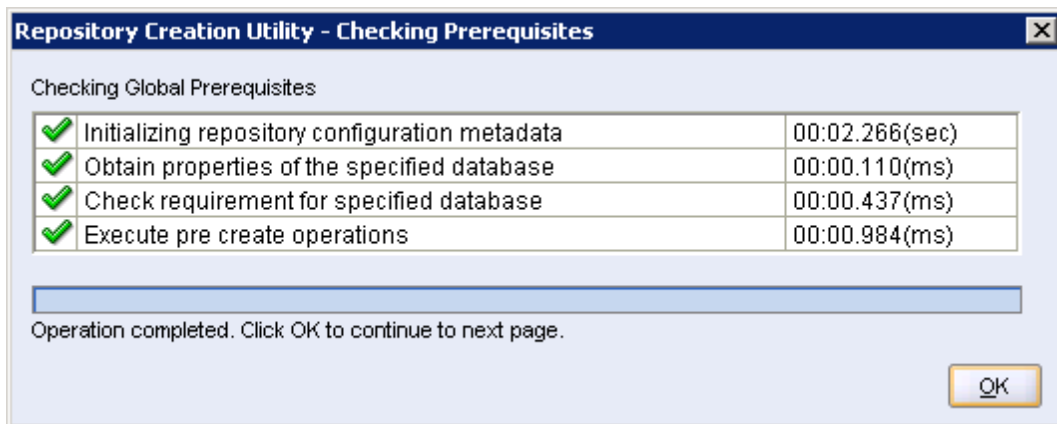 Repository Creation Utility - Checking Prerequisites
Checking Global Prerequisites
Initializing repository configuration metadata 00:02.266(sec)
Obtain properties of the specified database 00:00.110(ms)
Check requirement for specified database 00:00.437(ms)
Execute pre create operations 00:00.984(ms)
Operation completed. Click OK to continue to next page.
OK